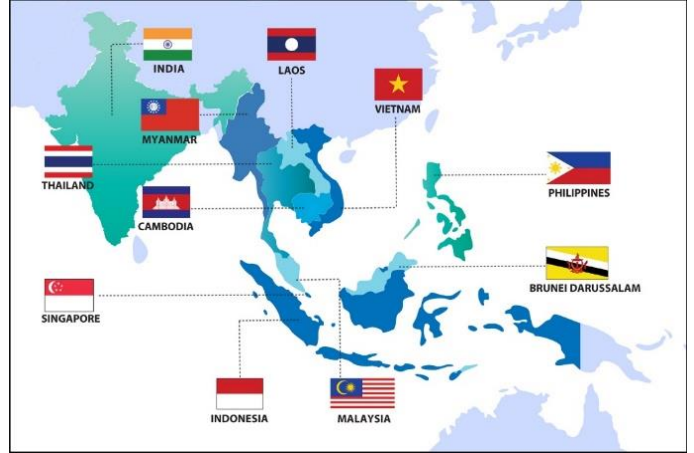 INDIA
LAOS
VIETNAM
MYANMAR
THAILAND
PHILIPPINES
CAMBODIA
BRUNEI DARUSSALAM
SINGAPORE
INDONESIA
MALAYSIA